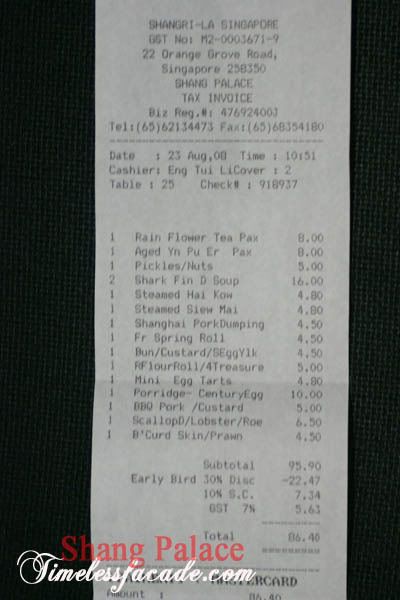 SHANGRI-LA SINGAPORE
GST No: M2-0003671-9
22 Orange Grove Road,
Singapore 258350
SHANG PALACE
TAX INVOICE
Biz Reg.#: 47692400J
Tel:(65)62134473 Fax:(65)68354180
Date : 23 Aug,08 Time : 10:51
Cashier: Eng Tui LiCover : 2
Table : 25 Check# : 918937
1 Rain Flower Tea Pax 8.00
1 Aged Yn Pu Er Pax 8.00
1 Pickles/Nuts 5.00
2 Shark Fin D Soup 16.00
1 Steamed Hai Kow 4.80
1 Steamed Siew Mai 4.80
1 Shanghai PorkDumping 4.50
1 Fr Spring Roll 4.50
1 Bun/Custard/SEggYlk 4.50
1 RFlourRoll/4Treasure 5.00
1 Mini Egg Tarts 4.80
1 Porridge- CenturyEgg 10.00
1 BBQ Pork /Custard 5.00
1 ScallopD/Lobster/Roe 6.50
1 B'Curd Skin/Prawn 4.50
Subtotal 95.90
Early Bird 30% Disc -22.47
10% S.C. 7.34
GST 7% 5.63
Total 86.40
Shang Palace
Timelessfacade.com
MASTERCARD
Amount : 86.40